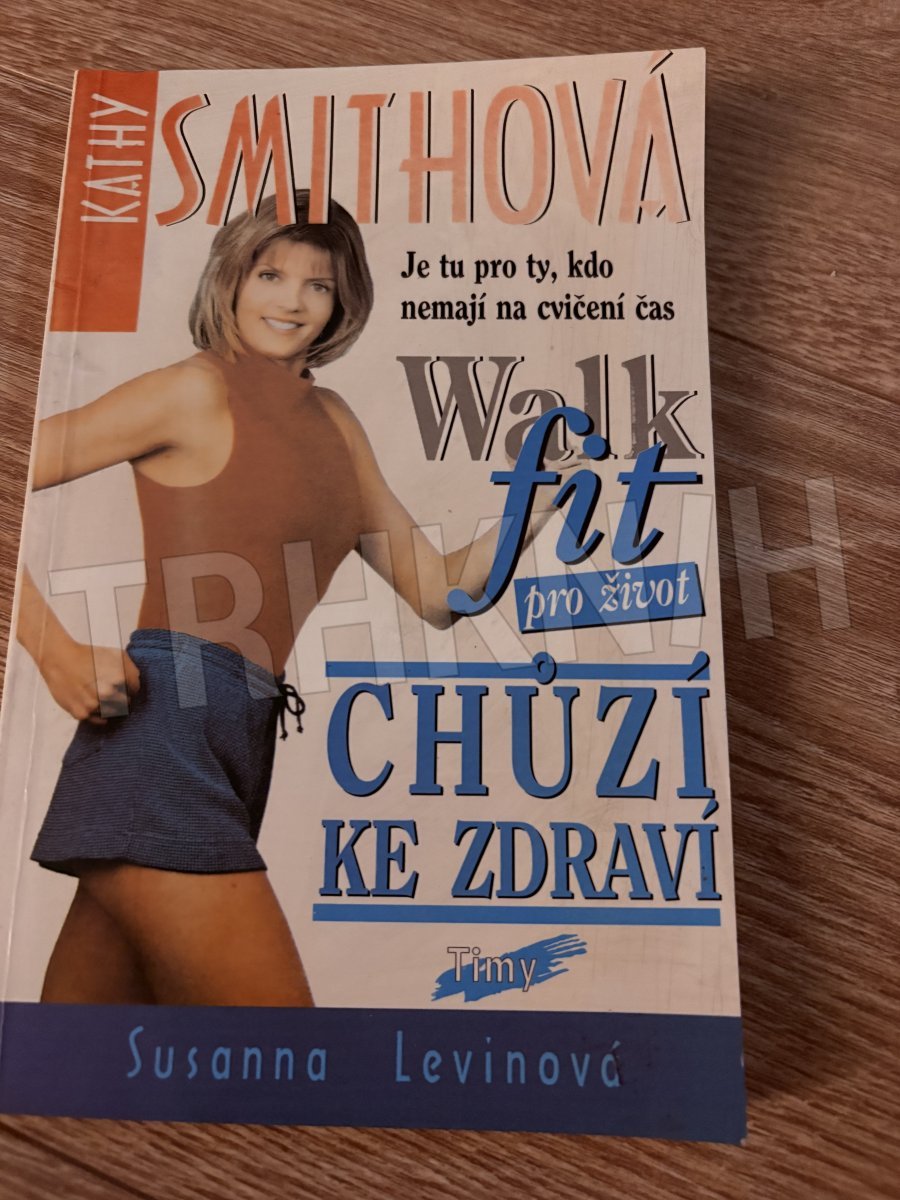 KATHY
SMITHOVÁ
Je tu pro ty, kdo
nemají na cvičení čas
Walk
fit
pro život
CHŮZÍ
KE ZDRAVÍ
Timy
Susanna Levinová
TRHKNIH